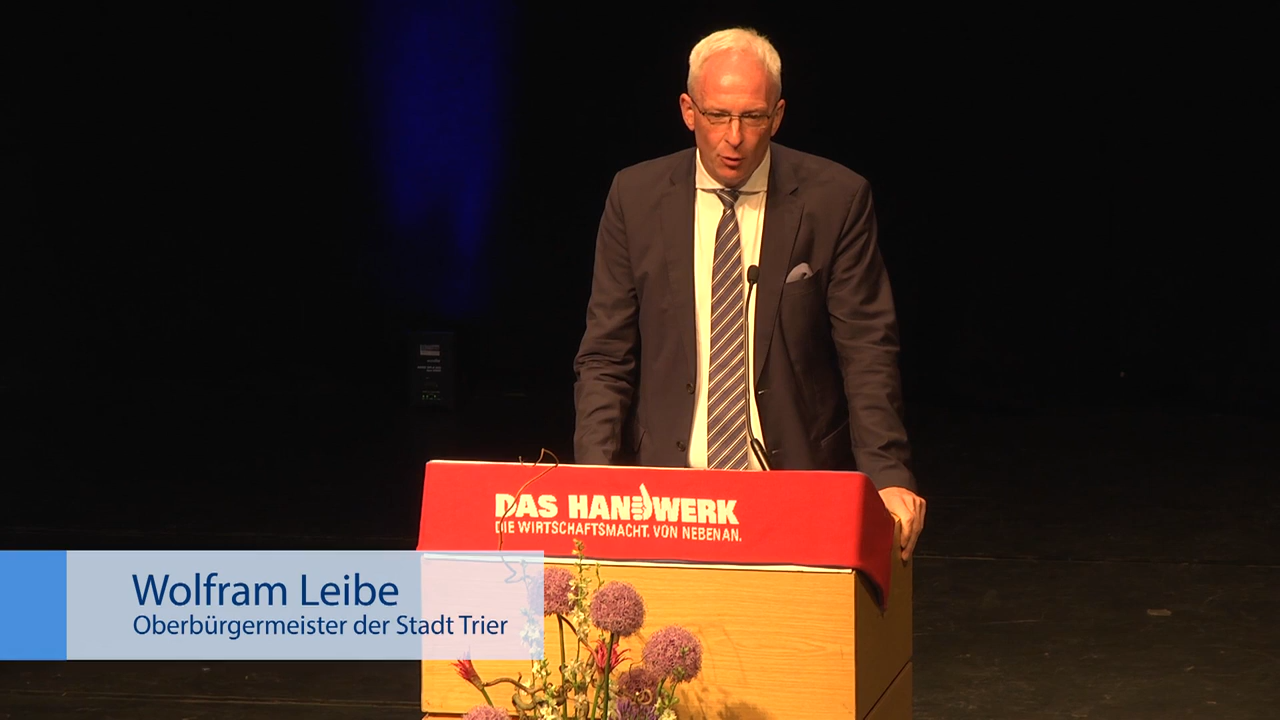 DAS HANDWERK
DIE WIRTSCHAFTSMACHT. VON NEBENAN.
Wolfram Leibe
Oberbürgermeister der Stadt Trier